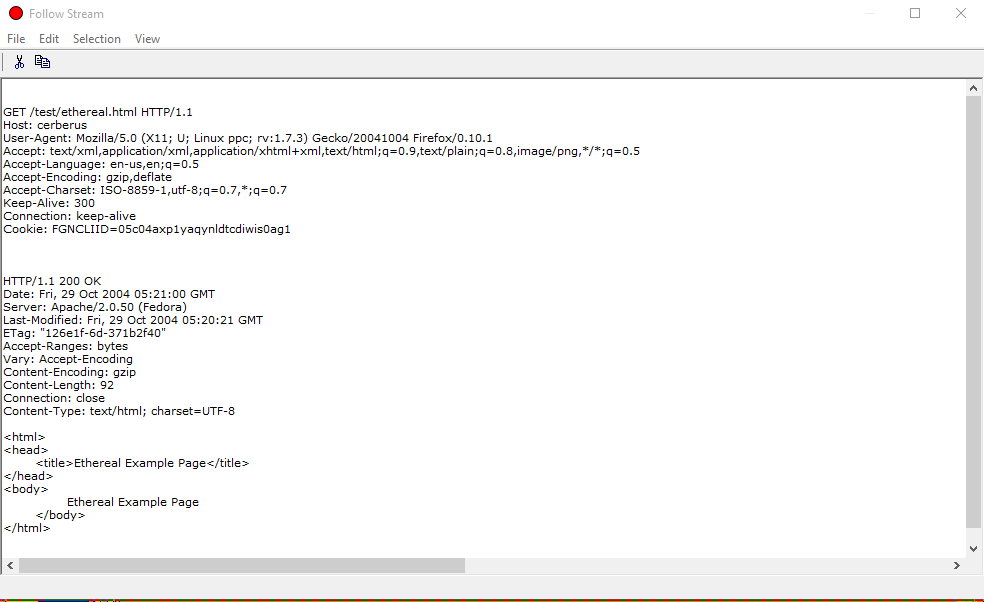 Follow Stream
File Edit Selection View
GET /test/ethereal.html HTTP/1.1
Host: cerberus
User-Agent: Mozilla/5.0 (X11; U; Linux ppc; rv:1.7.3) Gecko/20041004 Firefox/0.10.1
Accept: text/xml,application/xml,application/xhtml+xml,text/html;q=0.9,text/plain;q=0.8,image/png,*/*;q=0.5
Accept-Language: en-us,en;q=0.5
Accept-Encoding: gzip,deflate
Accept-Charset: ISO-8859-1,utf-8;q=0.7,*;q=0.7
Keep-Alive: 300
Connection: keep-alive
Cookie: FGNCLIID=05c04axp1yaqynldtcdiwis0ag1
HTTP/1.1 200 OK
Date: Fri, 29 Oct 2004 05:21:00 GMT
Server: Apache/2.0.50 (Fedora)
Last-Modified: Fri, 29 Oct 2004 05:20:21 GMT
ETag: "126e1f-6d-371b2f40"
Accept-Ranges: bytes
Vary: Accept-Encoding
Content-Encoding: gzip
Content-Length: 92
Connection: close
Content-Type: text/html; charset=UTF-8
<html>
<head>
<title>Ethereal Example Page</title>
</head>
<body>
Ethereal Example Page
</body>
</html>